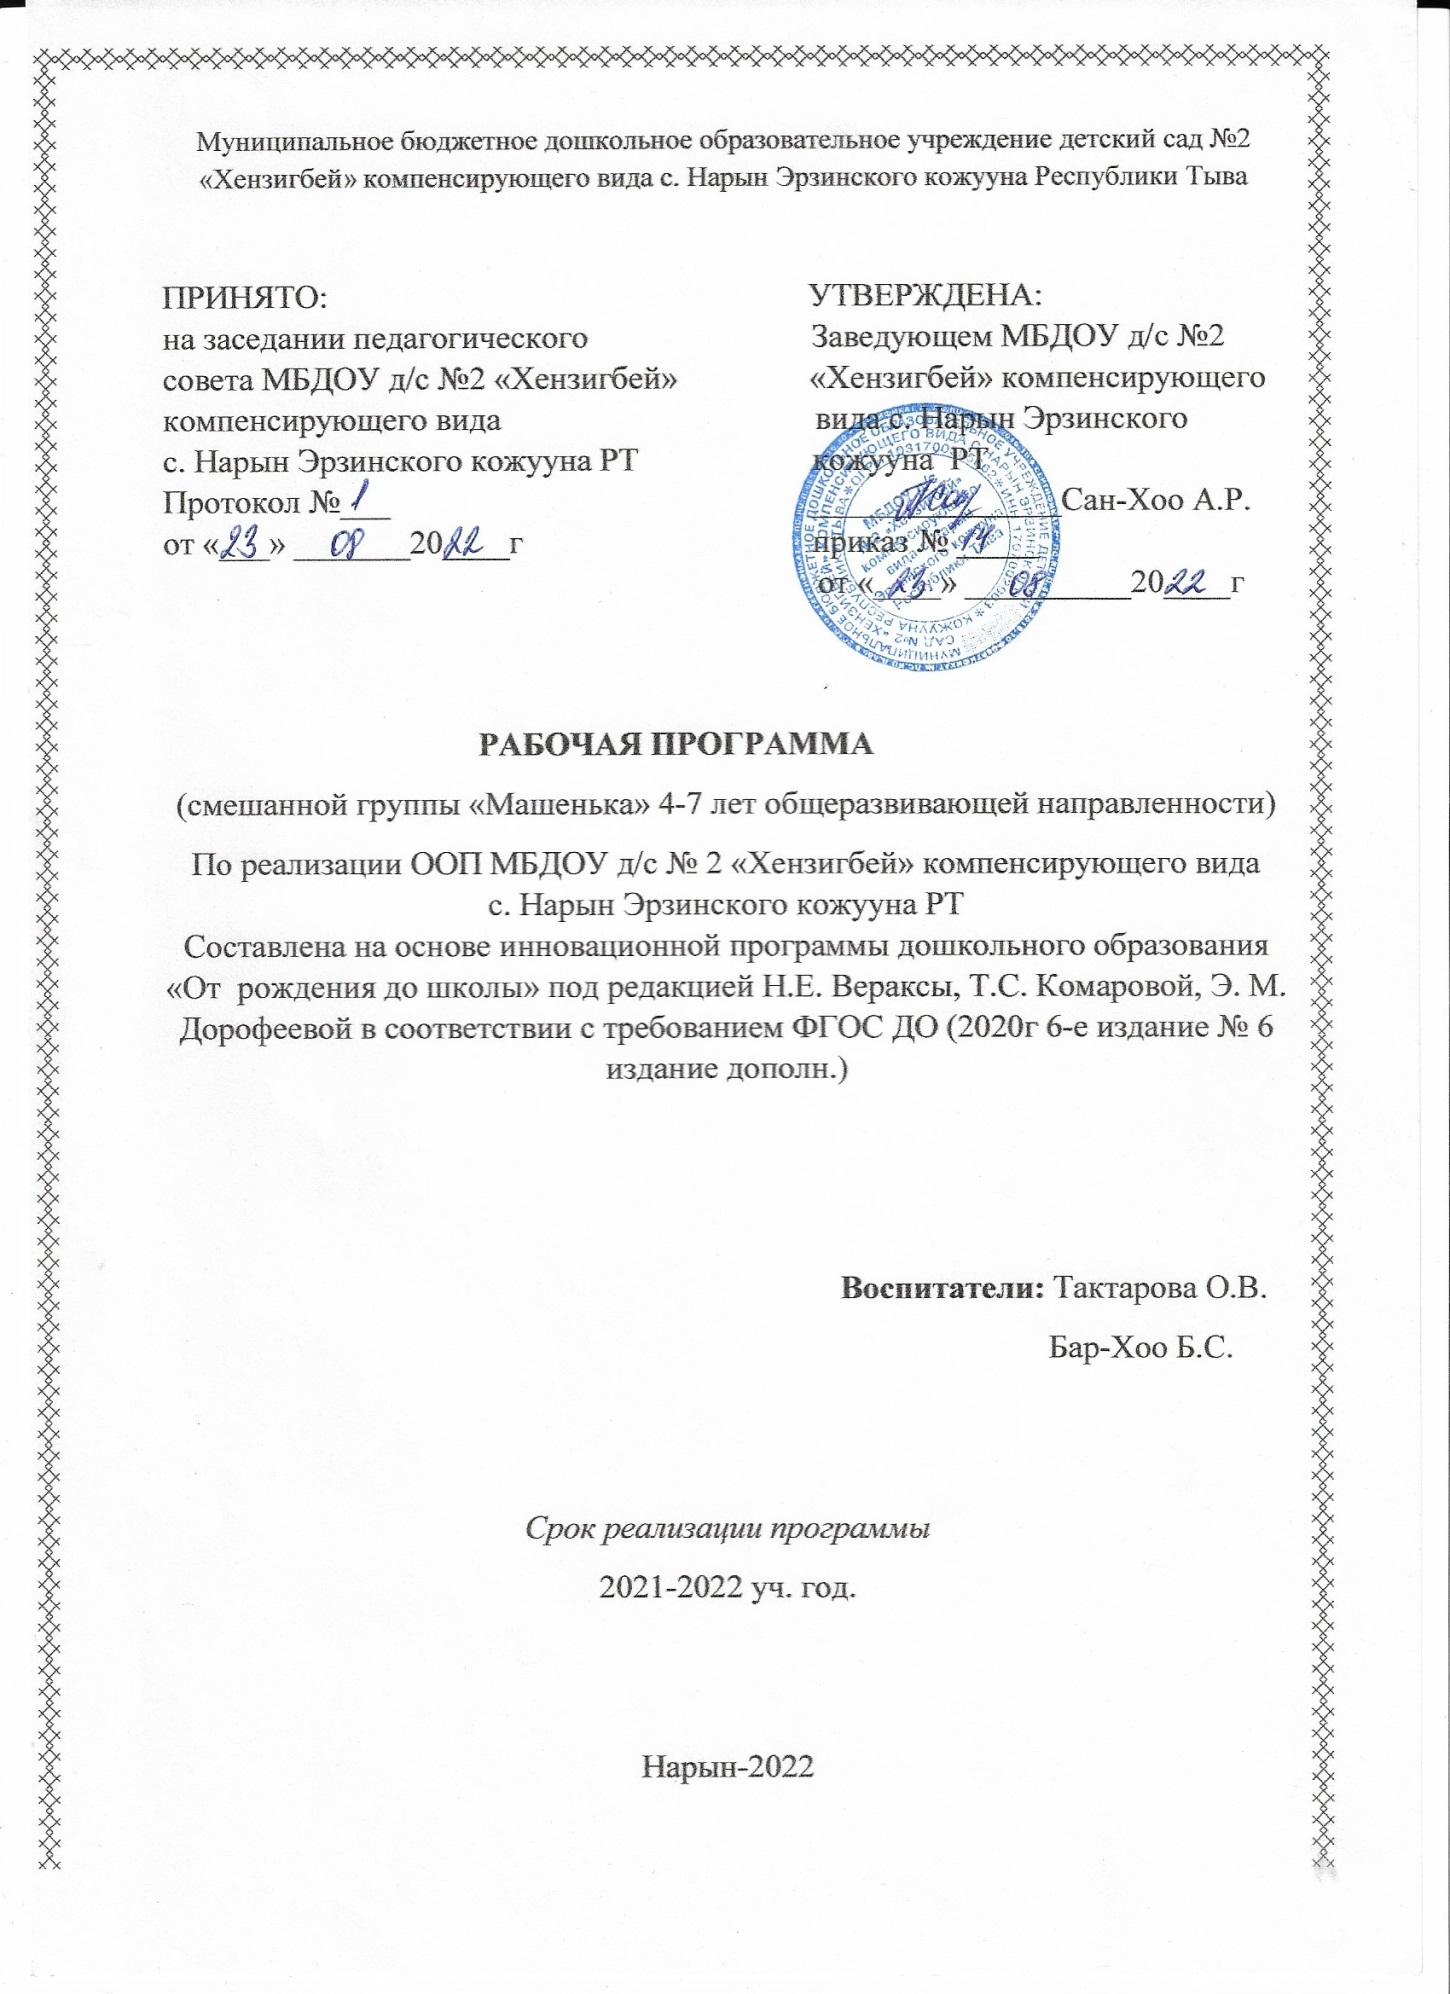 Муниципальное бюджетное дошкольное образовательное учреждение детский сад №2
«Хензигбей» компенсирующего вида с. Нарын Эрзинского кожууна Республики Тыва
ПРИНЯТО:
на заседании педагогического
совета МБДОУ д/с №2 «Хензигбей»
компенсирующего вида
с. Нарын Эрзинского кожууна РТ
Протокол № 1
от «23» 08 2022г
УТВЕРЖДЕНА:
Заведующем МБДОУ д/с №2
«Хензигбей» компенсирующего
вида с. Нарын Эрзинского
кожууна РТ
Сан-Хоо А.Р.
приказ №
от «23» 08 2022г
РАБОЧАЯ ПРОГРАММА
(смешанной группы «Машенька» 4-7 лет общеразвивающей направленности)
По реализации ООП МБДОУ д/с № 2 «Хензигбей» компенсирующего вида
с. Нарын Эрзинского кожууна РТ
Составлена на основе инновационной программы дошкольного образования
«От рождения до школы» под редакцией Н.Е. Вераксы, Т.С. Комаровой, Э. М.
Дорофеевой в соответствии с требованием ФГОС ДО (2020г 6-е издание № 6
издание дополн.)
Воспитатели: Тактарова О.В.
Бар-Хоо Б.С.
Срок реализации программы
2021-2022 уч. год.
Нарын-2022